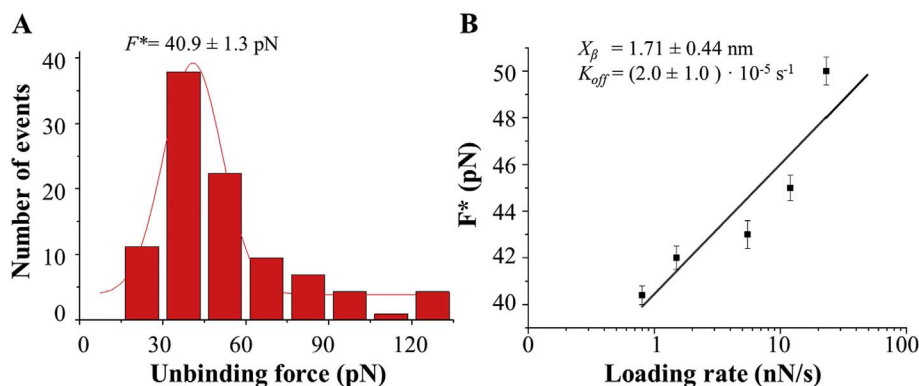 A
F*= 40.9 ± 1.3 pN
Number of events
40
30
20
10
0
0 30 60 90 120
Unbinding force (pN)
B
Xβ = 1.71 ± 0.44 nm
Koff = (2.0 ± 1.0 ) · 10⁻⁵ s⁻¹
F* (pN)
50
48
46
44
42
40
0 1 10 100
Loading rate (nN/s)